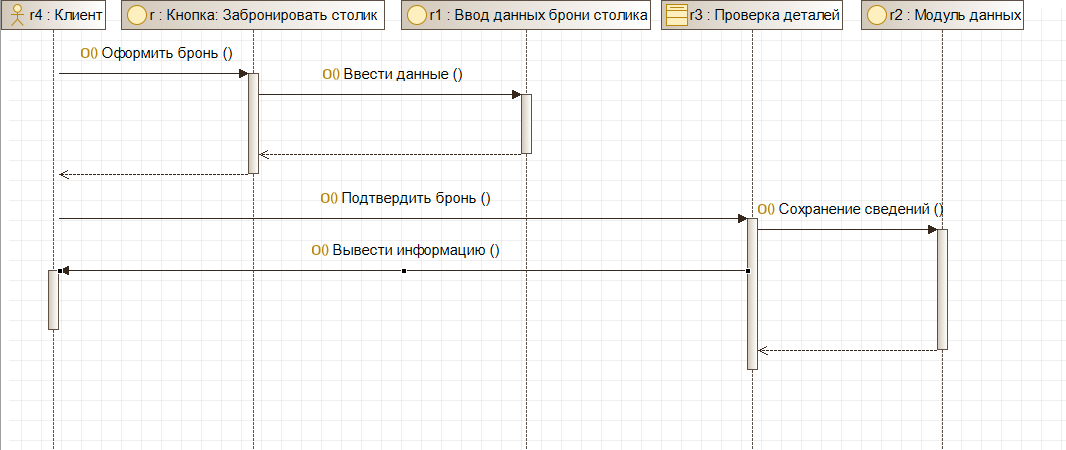 r4 : Клиент
r : Кнопка: Забронировать столик
r1 : Ввод данных брони столика
r3 : Проверка деталей
r2 : Модуль данных
O() Оформить бронь ()
O() Ввести данные ()
O() Подтвердить бронь ()
O() Сохранение сведений ()
O() Вывести информацию ()